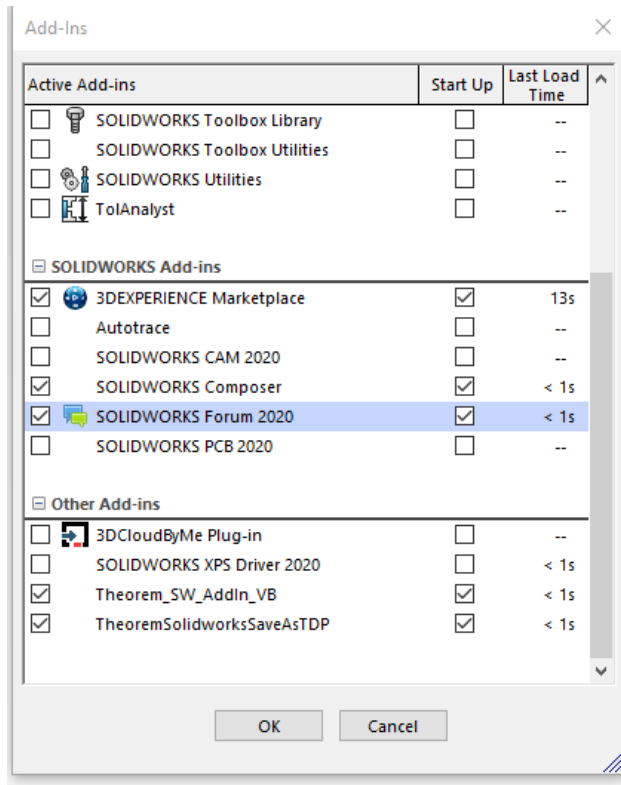 Add-Ins
Active Add-ins Start Up Last Load Time
SOLIDWORKS Toolbox Library --
SOLIDWORKS Toolbox Utilities --
SOLIDWORKS Utilities --
TolAnalyst --
SOLIDWORKS Add-ins
3DEXPERIENCE Marketplace 13s
Autotrace --
SOLIDWORKS CAM 2020 --
SOLIDWORKS Composer < 1s
SOLIDWORKS Forum 2020 < 1s
SOLIDWORKS PCB 2020 --
Other Add-ins
3DCloudByMe Plug-in --
SOLIDWORKS XPS Driver 2020 < 1s
Theorem_SW_AddIn_VB < 1s
TheoremSolidworksSaveAsTDP < 1s
OK Cancel